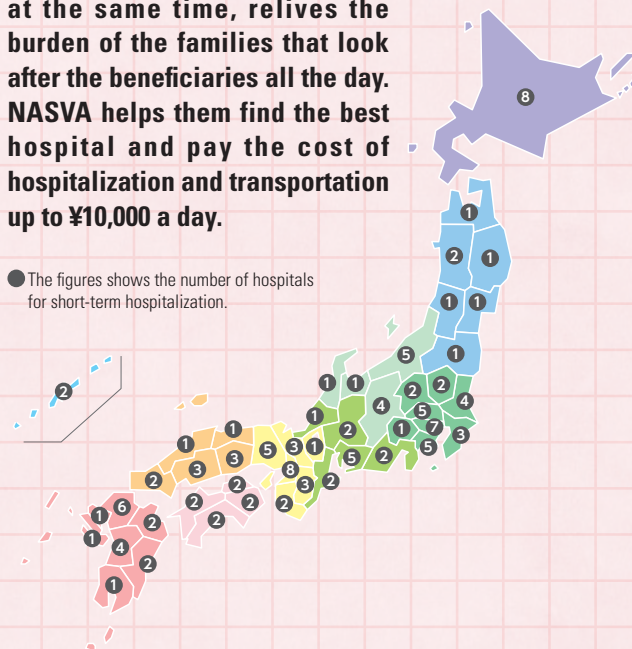 at the same time, relives the
burden of the families that look
after the beneficiaries all the day.
NASVA helps them find the best
hospital and pay the cost of
hospitalization and transportation
up to ¥10,000 a day.
The figures shows the number of hospitals
for short-term hospitalization.
8
1
2 1
1 1
5 1
1 1 4 2 2 4
1 2 5 7 3
1 5
1 1 3 3 5 3 1 5 2
2 8 3 2
2 2 2 2 2
2
1 6 2
1 4 2
1